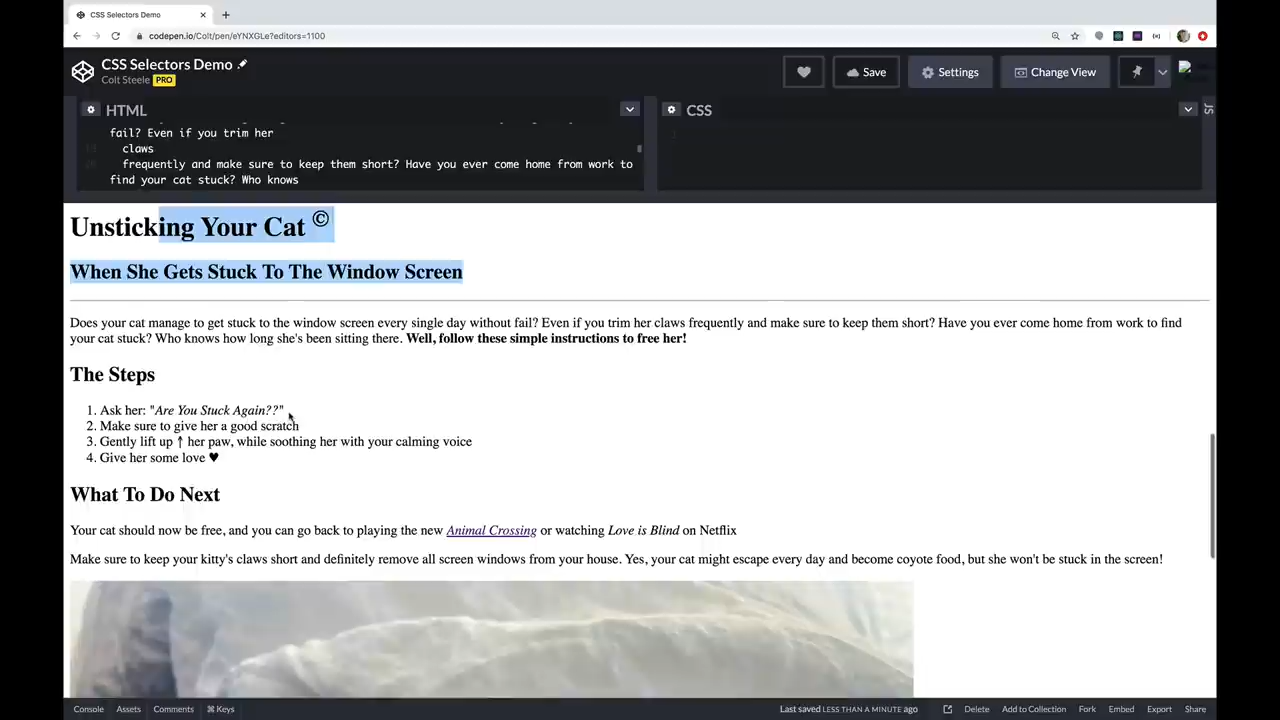 CSS Selectors Demo
codepen.io/Colt/pen/eYNXGLe?editors=1100
CSS Selectors Demo
Colt Steele PRO
Save
Settings
Change View
HTML
CSS
JS
fail? Even if you trim her
claws
frequently and make sure to keep them short? Have you ever come home from work to
find your cat stuck? Who knows
1
Unsticking Your Cat ©
When She Gets Stuck To The Window Screen
Does your cat manage to get stuck to the window screen every single day without fail? Even if you trim her claws frequently and make sure to keep them short? Have you ever come home from work to find
your cat stuck? Who knows how long she's been sitting there. Well, follow these simple instructions to free her!
The Steps
1. Ask her: "Are You Stuck Again??"
2. Make sure to give her a good scratch
3. Gently lift up ↑ her paw, while soothing her with your calming voice
4. Give her some love ♥
What To Do Next
Your cat should now be free, and you can go back to playing the new Animal Crossing or watching Love is Blind on Netflix
Make sure to keep your kitty's claws short and definitely remove all screen windows from your house. Yes, your cat might escape every day and become coyote food, but she won't be stuck in the screen!
Console
Assets
Comments
⌘ Keys
Last saved LESS THAN A MINUTE ago
Delete
Add to Collection
Fork
Embed
Export
Share